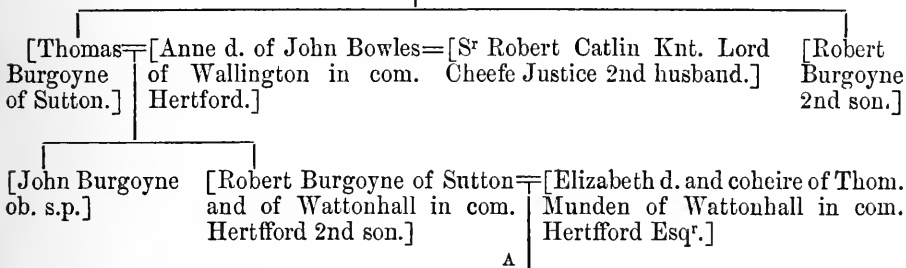 [Thomas=[Anne d. of John Bowles=[Sʳ Robert Catlin Knt. Lord [Robert
Burgoyne of Wallington in com. Cheefe Justice 2nd husband.] Burgoyne
of Sutton.] Hertford.] 2nd son.]
[John Burgoyne [Robert Burgoyne of Sutton=[Elizabeth d. and coheire of Thom.
ob. s.p.] and of Wattonhall in com. Munden of Wattonhall in com.
Hertfford 2nd son.] Hertfford Esqʳ.]
A